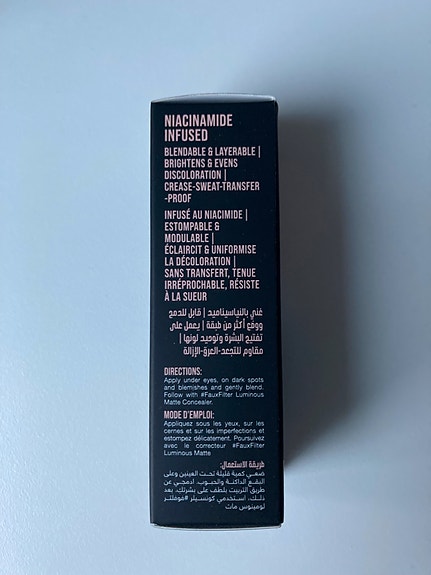 NIACINAMIDE
INFUSED
BLENDABLE & LAYERABLE |
BRIGHTENS & EVENS
DISCOLORATION |
CREASE-SWEAT-TRANSFER
-PROOF
INFUSÉ AU NIACIMIDE |
ESTOMPABLE &
MODULABLE |
ÉCLAIRCIT & UNIFORMISE
LA DÉCOLORATION |
SANS TRANSFERT, TENUE
IRRÉPROCHABLE, RÉSISTE
À LA SUEUR
غني بالنياسيناميد | قابل للدمج
ووضع أكثر من طبقة | يعمل على
تفتيح البشرة وتوحيد لونها |
مقاوم للتجعد-العرق-الإزالة
DIRECTIONS:
Apply under eyes, on dark spots
and blemishes and gently blend.
Follow with #FauxFilter Luminous
Matte Concealer.
MODE D'EMPLOI:
Appliquez sous les yeux, sur les
cernes et sur les imperfections et
estompez délicatement. Poursuivez
avec le correcteur #FauxFilter
Luminous Matte
طريقة الاستعمال:
ضعي كمية قليلة تحت العينين وعلى
البقع الداكنة والحبوب. ادمجي عن
طريق التربيت بلطف على بشرتكِ. بعد
ذلك، استخدمي كونسيلر #فوفلتر
لومينوس مات